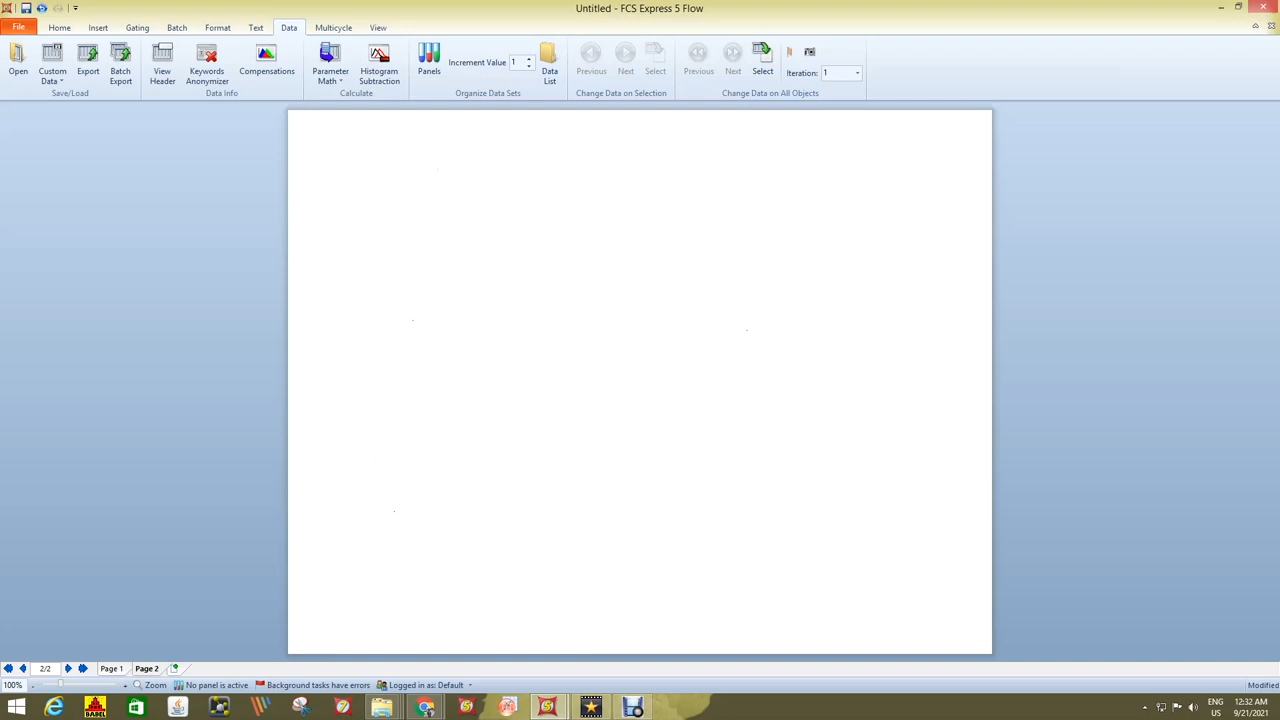 Untitled - FCS Express 5 Flow
File Home Insert Gating Batch Format Text Data Multicycle View
Open Custom Data Export Batch Export View Header Keywords Anonymizer Compensations Parameter Math Histogram Subtraction Panels Increment Value 1 Data List Previous Next Select Previous Next Select Iteration: 1
Save/Load Data Info Calculate Organize Data Sets Change Data on Selection Change Data on All Objects
2/2 Page 1 Page 2
100% Zoom No panel is active Background tasks have errors Logged in as: Default Modified
BABEL ENG 12:32 AM
US 9/21/2021